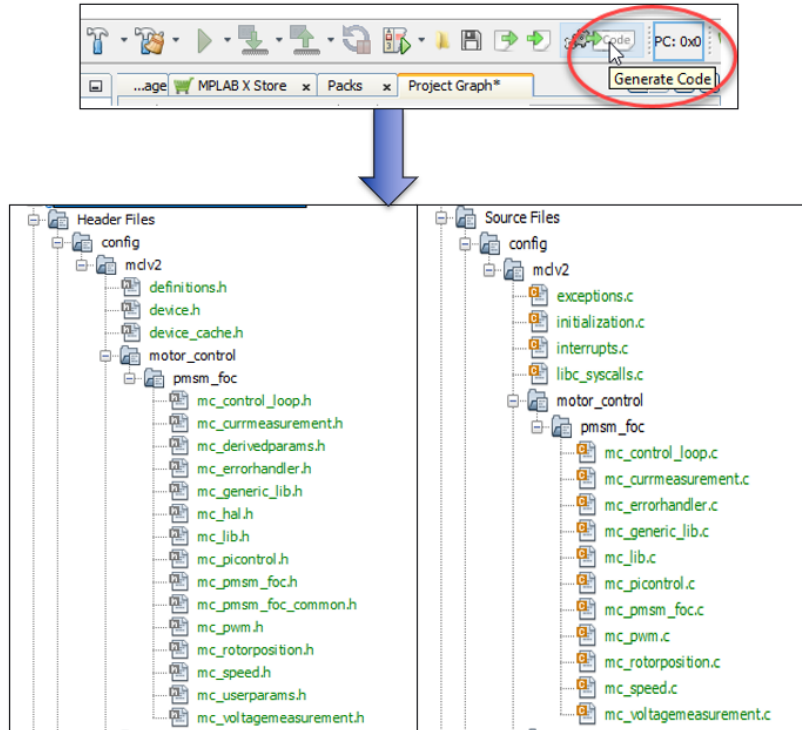 Code
PC: 0x0
Generate Code
...age
MPLAB X Store
x
Packs
x
Project Graph*
Header Files
config
mclv2
definitions.h
device.h
device_cache.h
motor_control
pmsm_foc
mc_control_loop.h
mc_currmeasurement.h
mc_derivedparams.h
mc_errorhandler.h
mc_generic_lib.h
mc_hal.h
mc_lib.h
mc_picontrol.h
mc_pmsm_foc.h
mc_pmsm_foc_common.h
mc_pwm.h
mc_rotorposition.h
mc_speed.h
mc_userparams.h
mc_voltagemeasurement.h
Source Files
config
mclv2
exceptions.c
initialization.c
interrupts.c
libc_syscalls.c
motor_control
pmsm_foc
mc_control_loop.c
mc_currmeasurement.c
mc_errorhandler.c
mc_generic_lib.c
mc_lib.c
mc_picontrol.c
mc_pmsm_foc.c
mc_pwm.c
mc_rotorposition.c
mc_speed.c
mc_voltagemeasurement.c